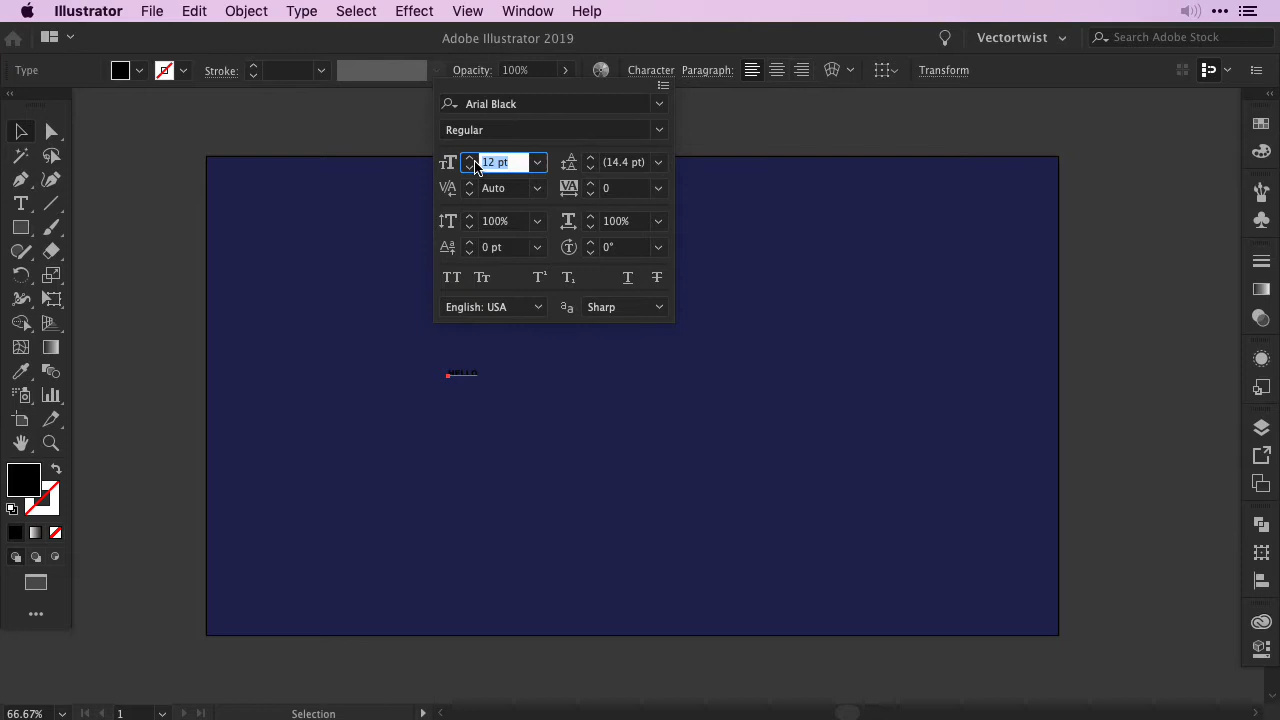 Illustrator File Edit Object Type Select Effect View Window Help
Adobe Illustrator 2019
Vectortwist
Search Adobe Stock
Type
Stroke:
Opacity: 100%
Character
Paragraph:
Transform
Arial Black
Regular
12 pt
(14.4 pt)
Auto
0
100%
100%
0 pt
0°
TT Tr T¹ T₁ T T
English: USA
aa Sharp
HELLO
66.67%
1
Selection